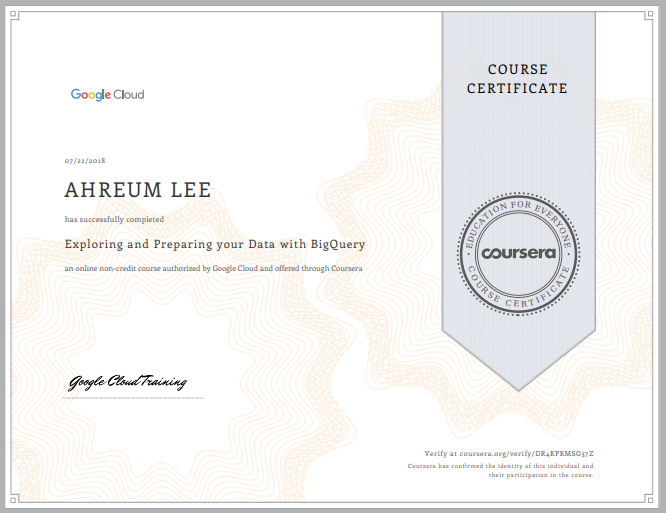 COURSE
CERTIFICATE
Google Cloud
07/22/2018
AHREUM LEE
has successfully completed
Exploring and Preparing your Data with BigQuery
an online non-credit course authorized by Google Cloud and offered through Coursera
EDUCATION FOR EVERYONE
coursera
COURSE CERTIFICATE
Google Cloud Training
Verify at coursera.org/verify/DR4KPKMSG37Z
Coursera has confirmed the identity of this individual and
their participation in the course.